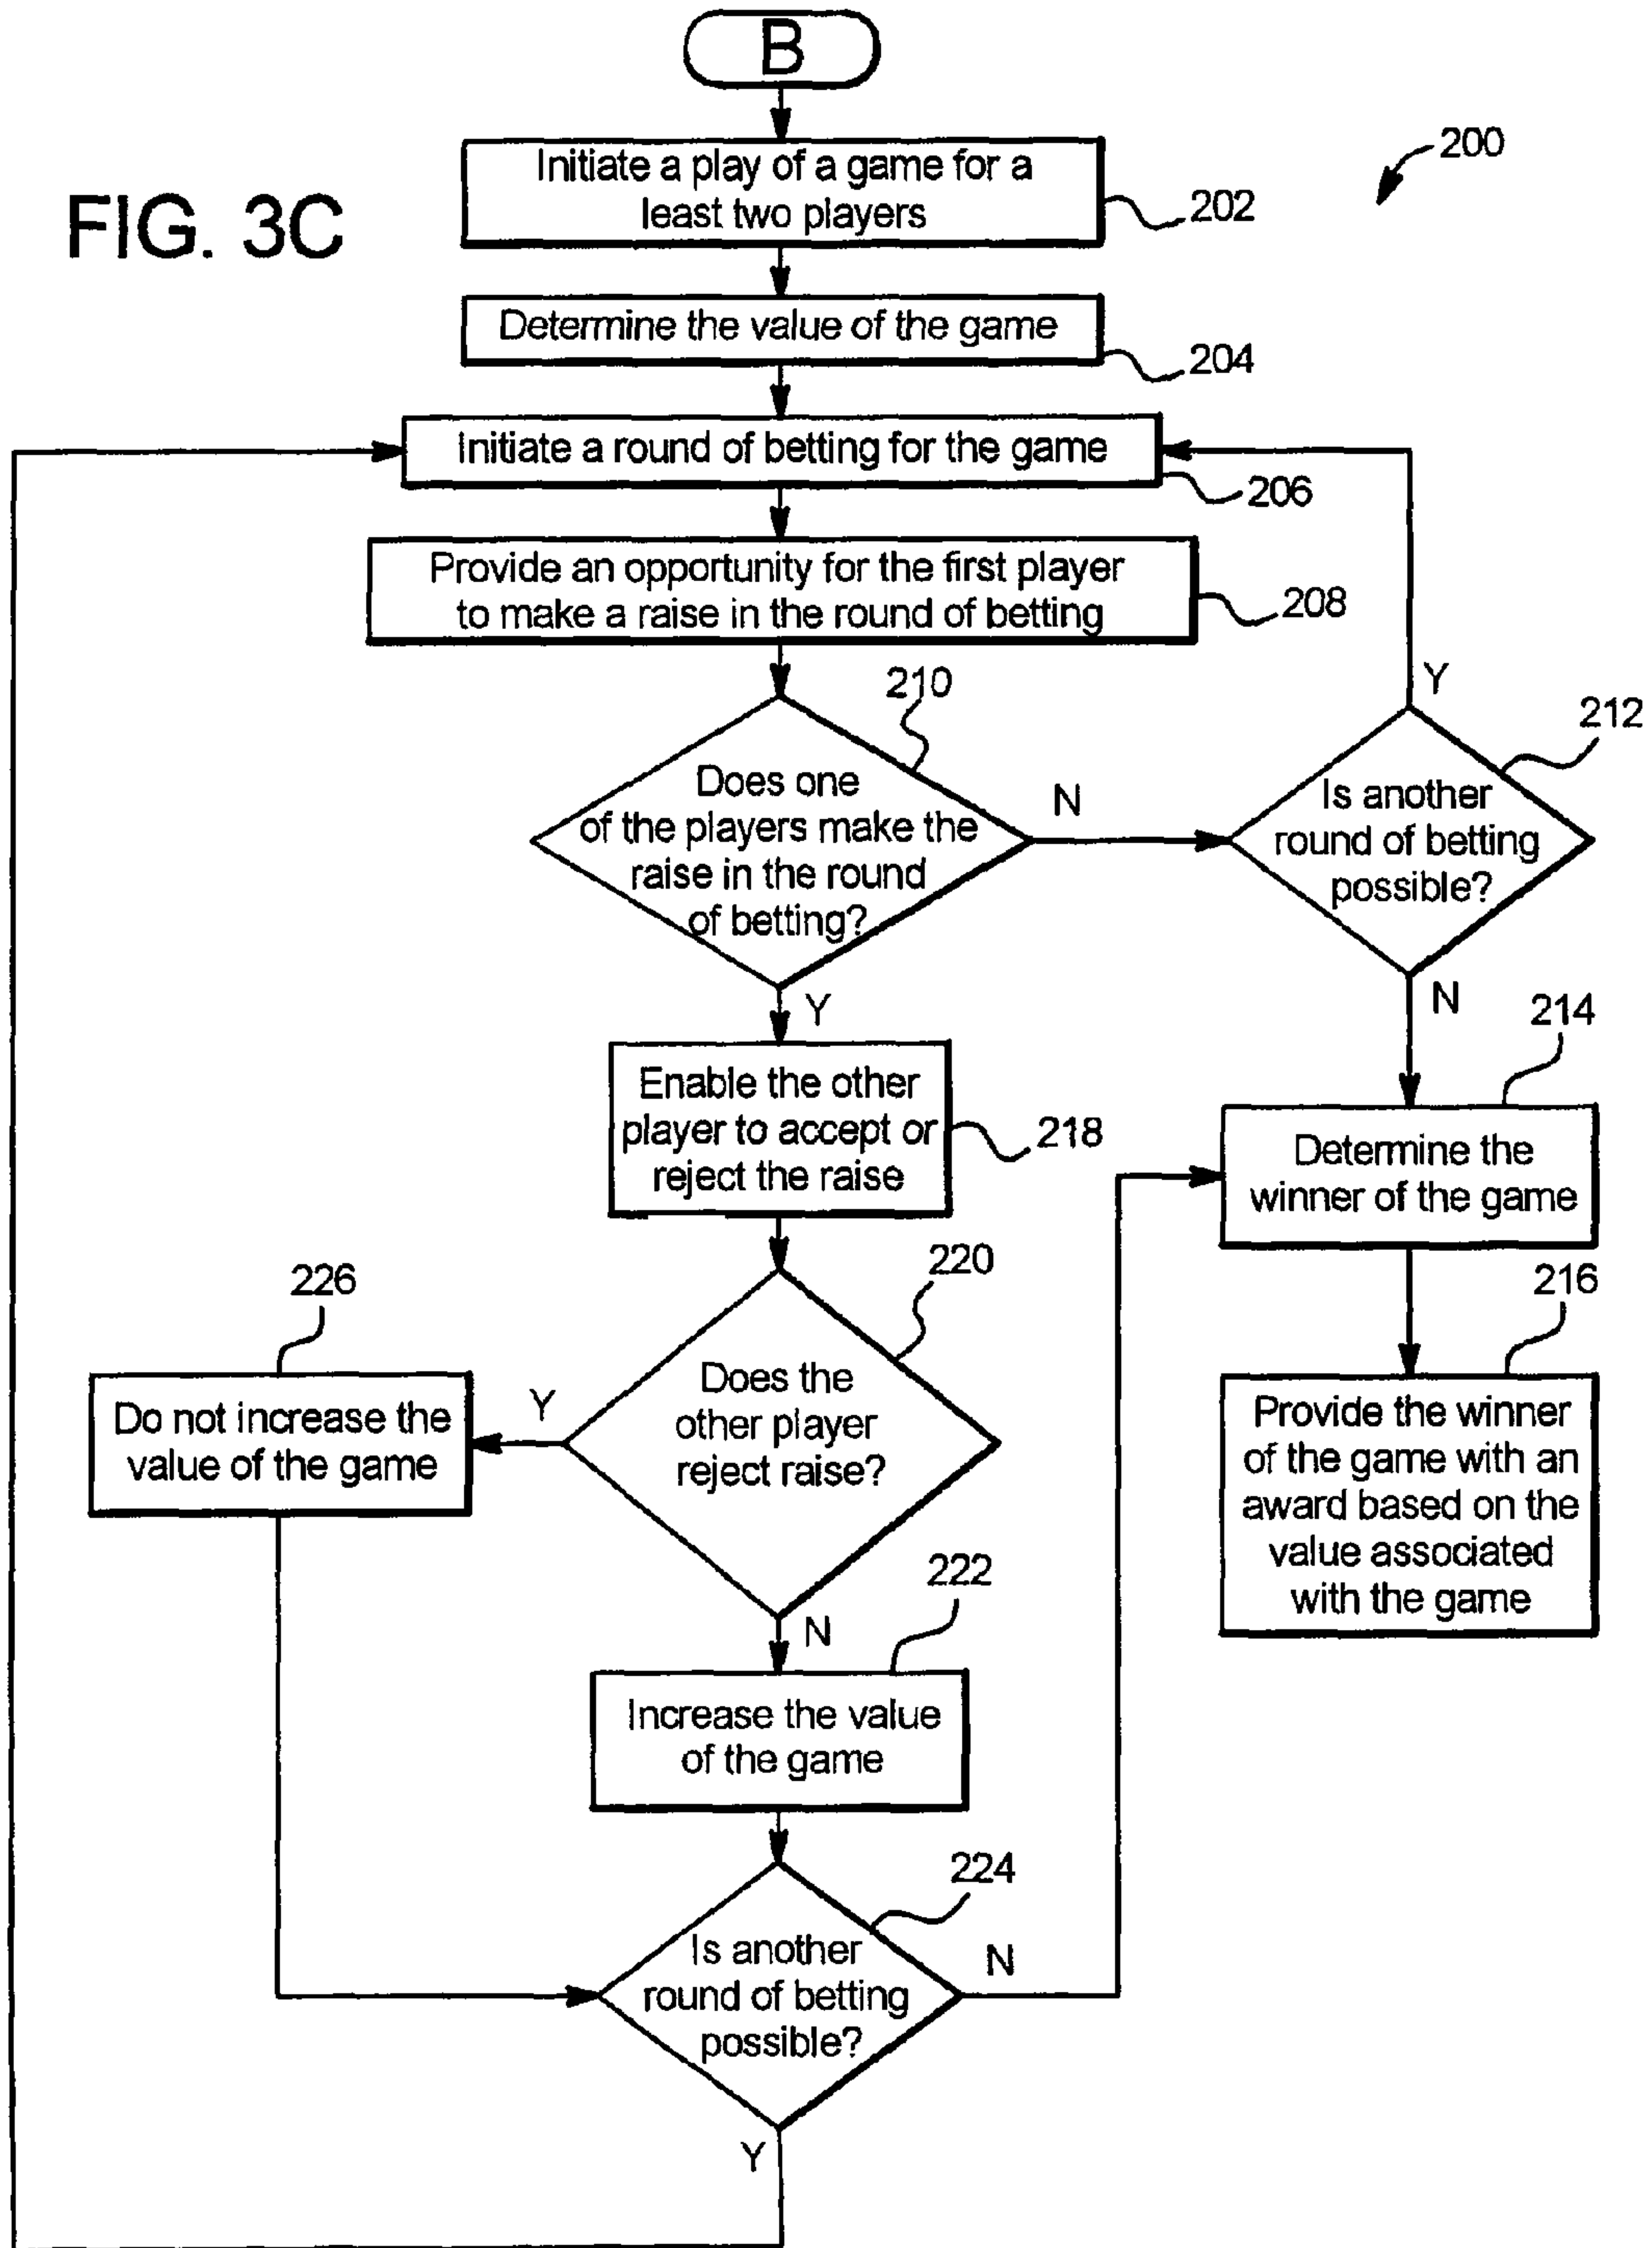 B
FIG. 3C
200
Initiate a play of a game for a
least two players
202
Determine the value of the game
204
Initiate a round of betting for the game
206
Provide an opportunity for the first player
to make a raise in the round of betting
208
210
Does one
of the players make the
raise in the round
of betting?
N
Y
212
Is another
round of betting
possible?
Y
N
214
Determine the
winner of the game
216
Provide the winner
of the game with an
award based on the
value associated
with the game
Enable the other
player to accept or
reject the raise
218
220
Does the
other player
reject raise?
Y
N
226
Do not increase the
value of the game
222
Increase the value
of the game
224
Is another
round of betting
possible?
N
Y